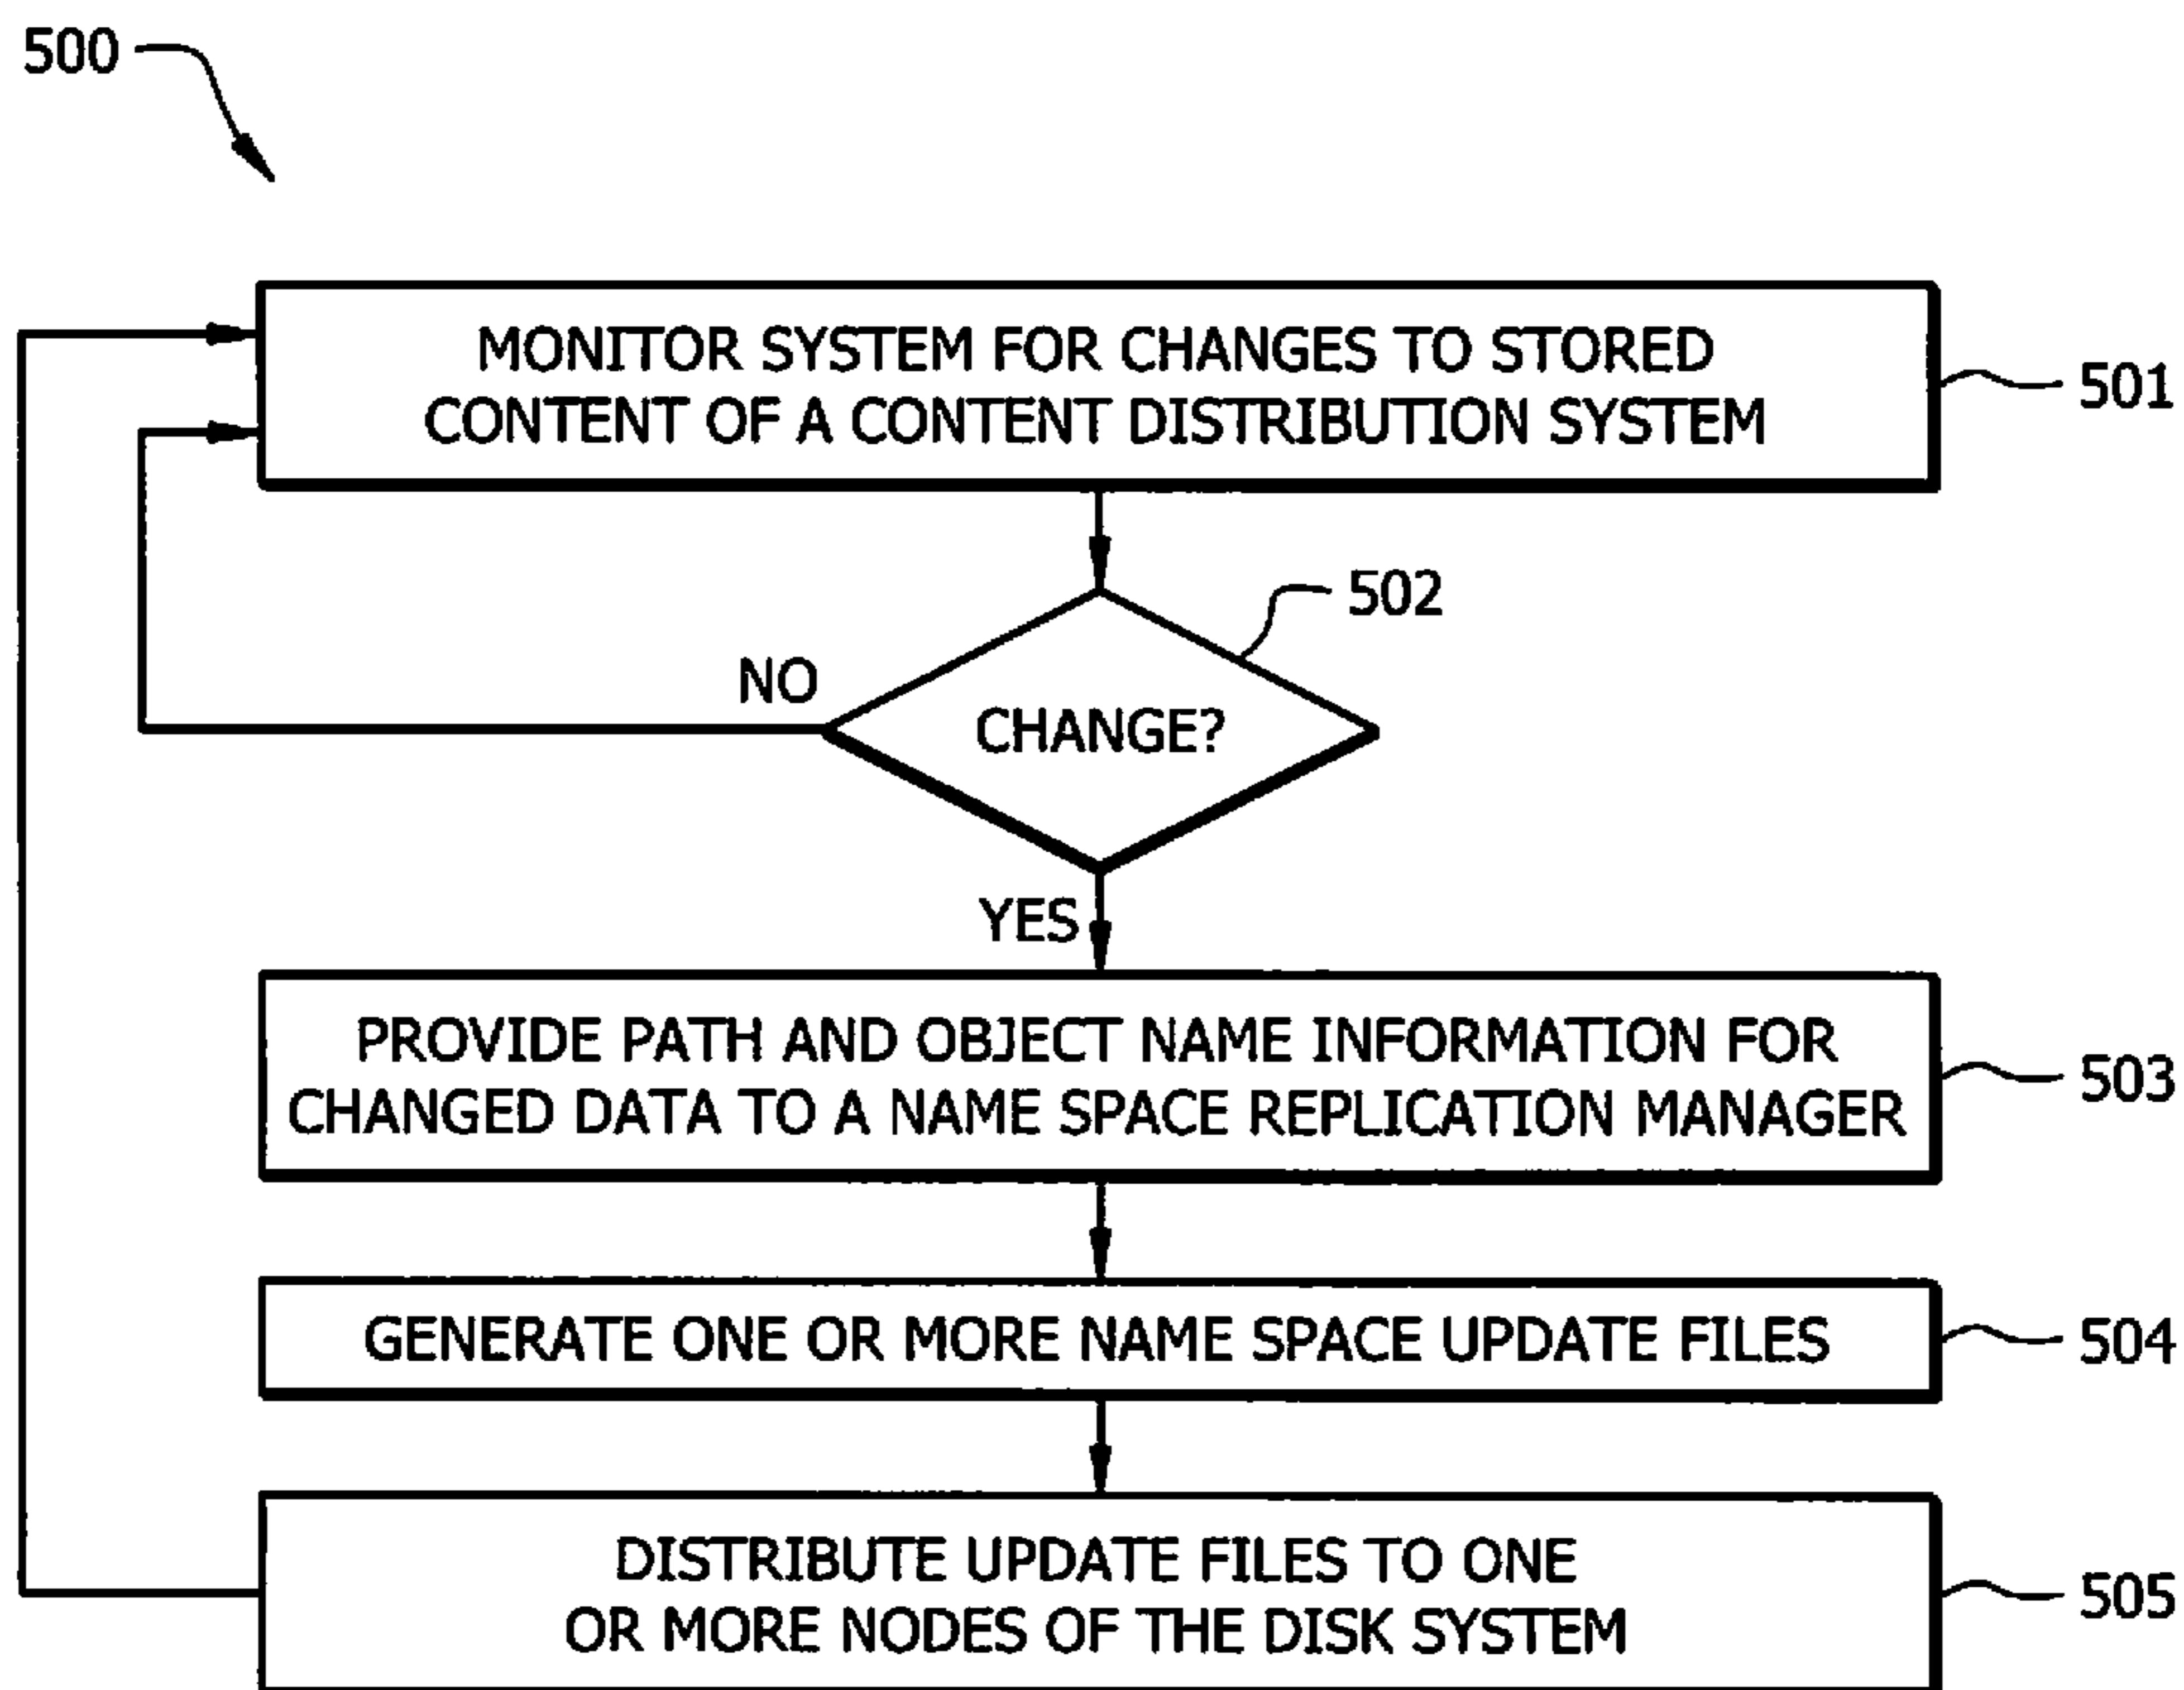 500
MONITOR SYSTEM FOR CHANGES TO STORED
CONTENT OF A CONTENT DISTRIBUTION SYSTEM
501
502
NO
CHANGE?
YES
PROVIDE PATH AND OBJECT NAME INFORMATION FOR
CHANGED DATA TO A NAME SPACE REPLICATION MANAGER
503
GENERATE ONE OR MORE NAME SPACE UPDATE FILES
504
DISTRIBUTE UPDATE FILES TO ONE
OR MORE NODES OF THE DISK SYSTEM
505